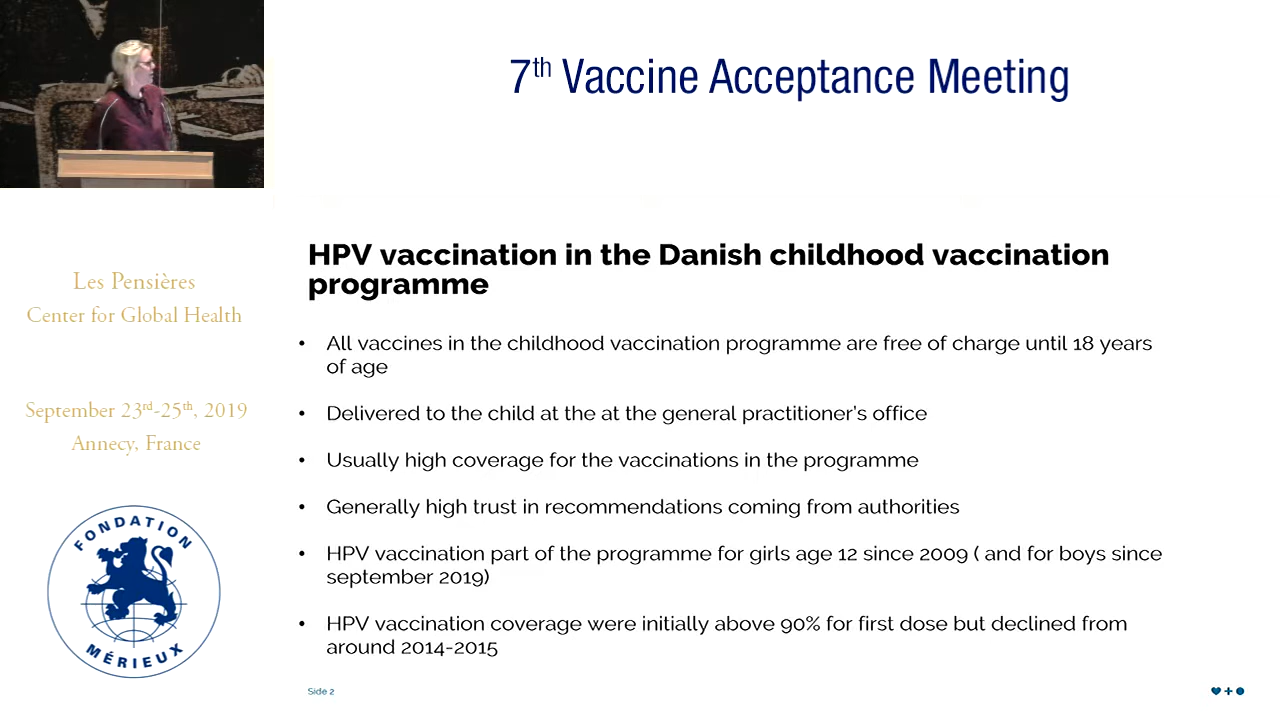 7th Vaccine Acceptance Meeting
Les Pensières
Center for Global Health
September 23rd-25th, 2019
Annecy, France
FONDATION
MÉRIEUX
HPV vaccination in the Danish childhood vaccination
programme
• All vaccines in the childhood vaccination programme are free of charge until 18 years
of age
• Delivered to the child at the at the general practitioner's office
• Usually high coverage for the vaccinations in the programme
• Generally high trust in recommendations coming from authorities
• HPV vaccination part of the programme for girls age 12 since 2009 ( and for boys since
september 2019)
• HPV vaccination coverage were initially above 90% for first dose but declined from
around 2014-2015
Side 2